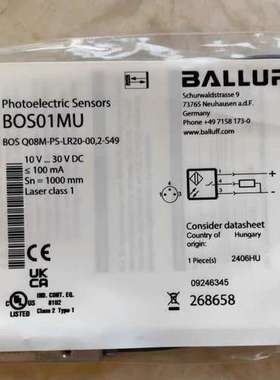 BALLUFF
Schurwaldstrasse 9
73765 Neuhausen a.d.F.
Germany
Phone +49 7158 173-0
www.balluff.com
Photoelectric Sensors
BOS01MU
BOS Q08M-PS-LR20-00,2-S49
10 V... 30 V DC
≤ 100 mA
Sn = 1000 mm
Laser class 1
CE
UK
CA
UL
LISTED
IND. CONT. EQ.
81U2
Class 2 Type 1
Consider datasheet
Country of origin
Hungary
1 Piece(s)
2406HU
09246345
268658